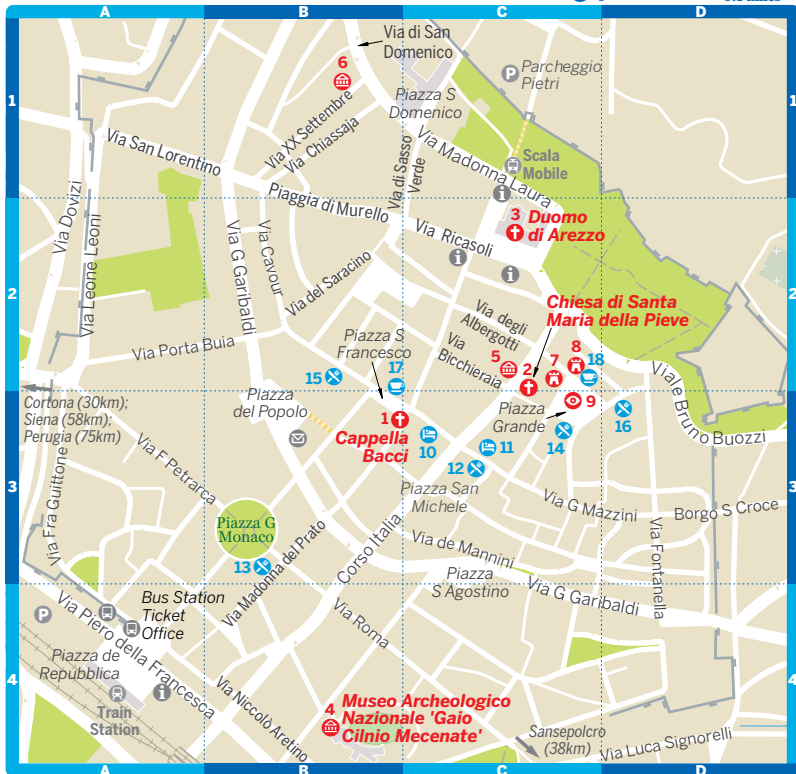 A
B
C
D
1
2
3
4
1
2
3
4
A
B
C
D
Via di San
Domenico
6
Piazza S
Domenico
P
Parcheggio
Pietri
Via XX Settembre
Via Chiassaja
Via San Lorentino
Via di Sasso
Verde
Via Madonna Laura
Scala
Mobile
Via Dovizi
Via Leone Leoni
Piaggia di Murello
3 Duomo
di Arezzo
Via Ricasoli
Via G Garibaldi
Via Cavour
Via del Saracino
Chiesa di Santa
Maria della Pieve
Via degli
Albergotti
Via
Bicchieraia
Via Porta Buia
Piazza S
Francesco
5
2
7
8
18
15
17
Viale Bruno Buozzi
Cortona (30km);
Siena (58km);
Perugia (75km)
Piazza
del Popolo
1
Cappella
Bacci
Piazza
Grande
9
16
10
11
14
12
Via F Petrarca
Via Fra Guittone
Piazza San
Michele
Via G Mazzini
Borgo S Croce
Piazza G
Monaco
13
Via Madonna del Prato
Corso Italia
Via de Mannini
Via Fontanella
Piazza
S Agostino
Via G Garibaldi
Bus Station
Ticket
Office
P
Via Piero della Francesca
Via Roma
Piazza de
Repubblica
Train
Station
Via Niccolò Aretino
4
Museo Archeologico
Nazionale 'Gaio
Cilnio Mecenate'
Sansepolcro
(38km)
Via Luca Signorelli